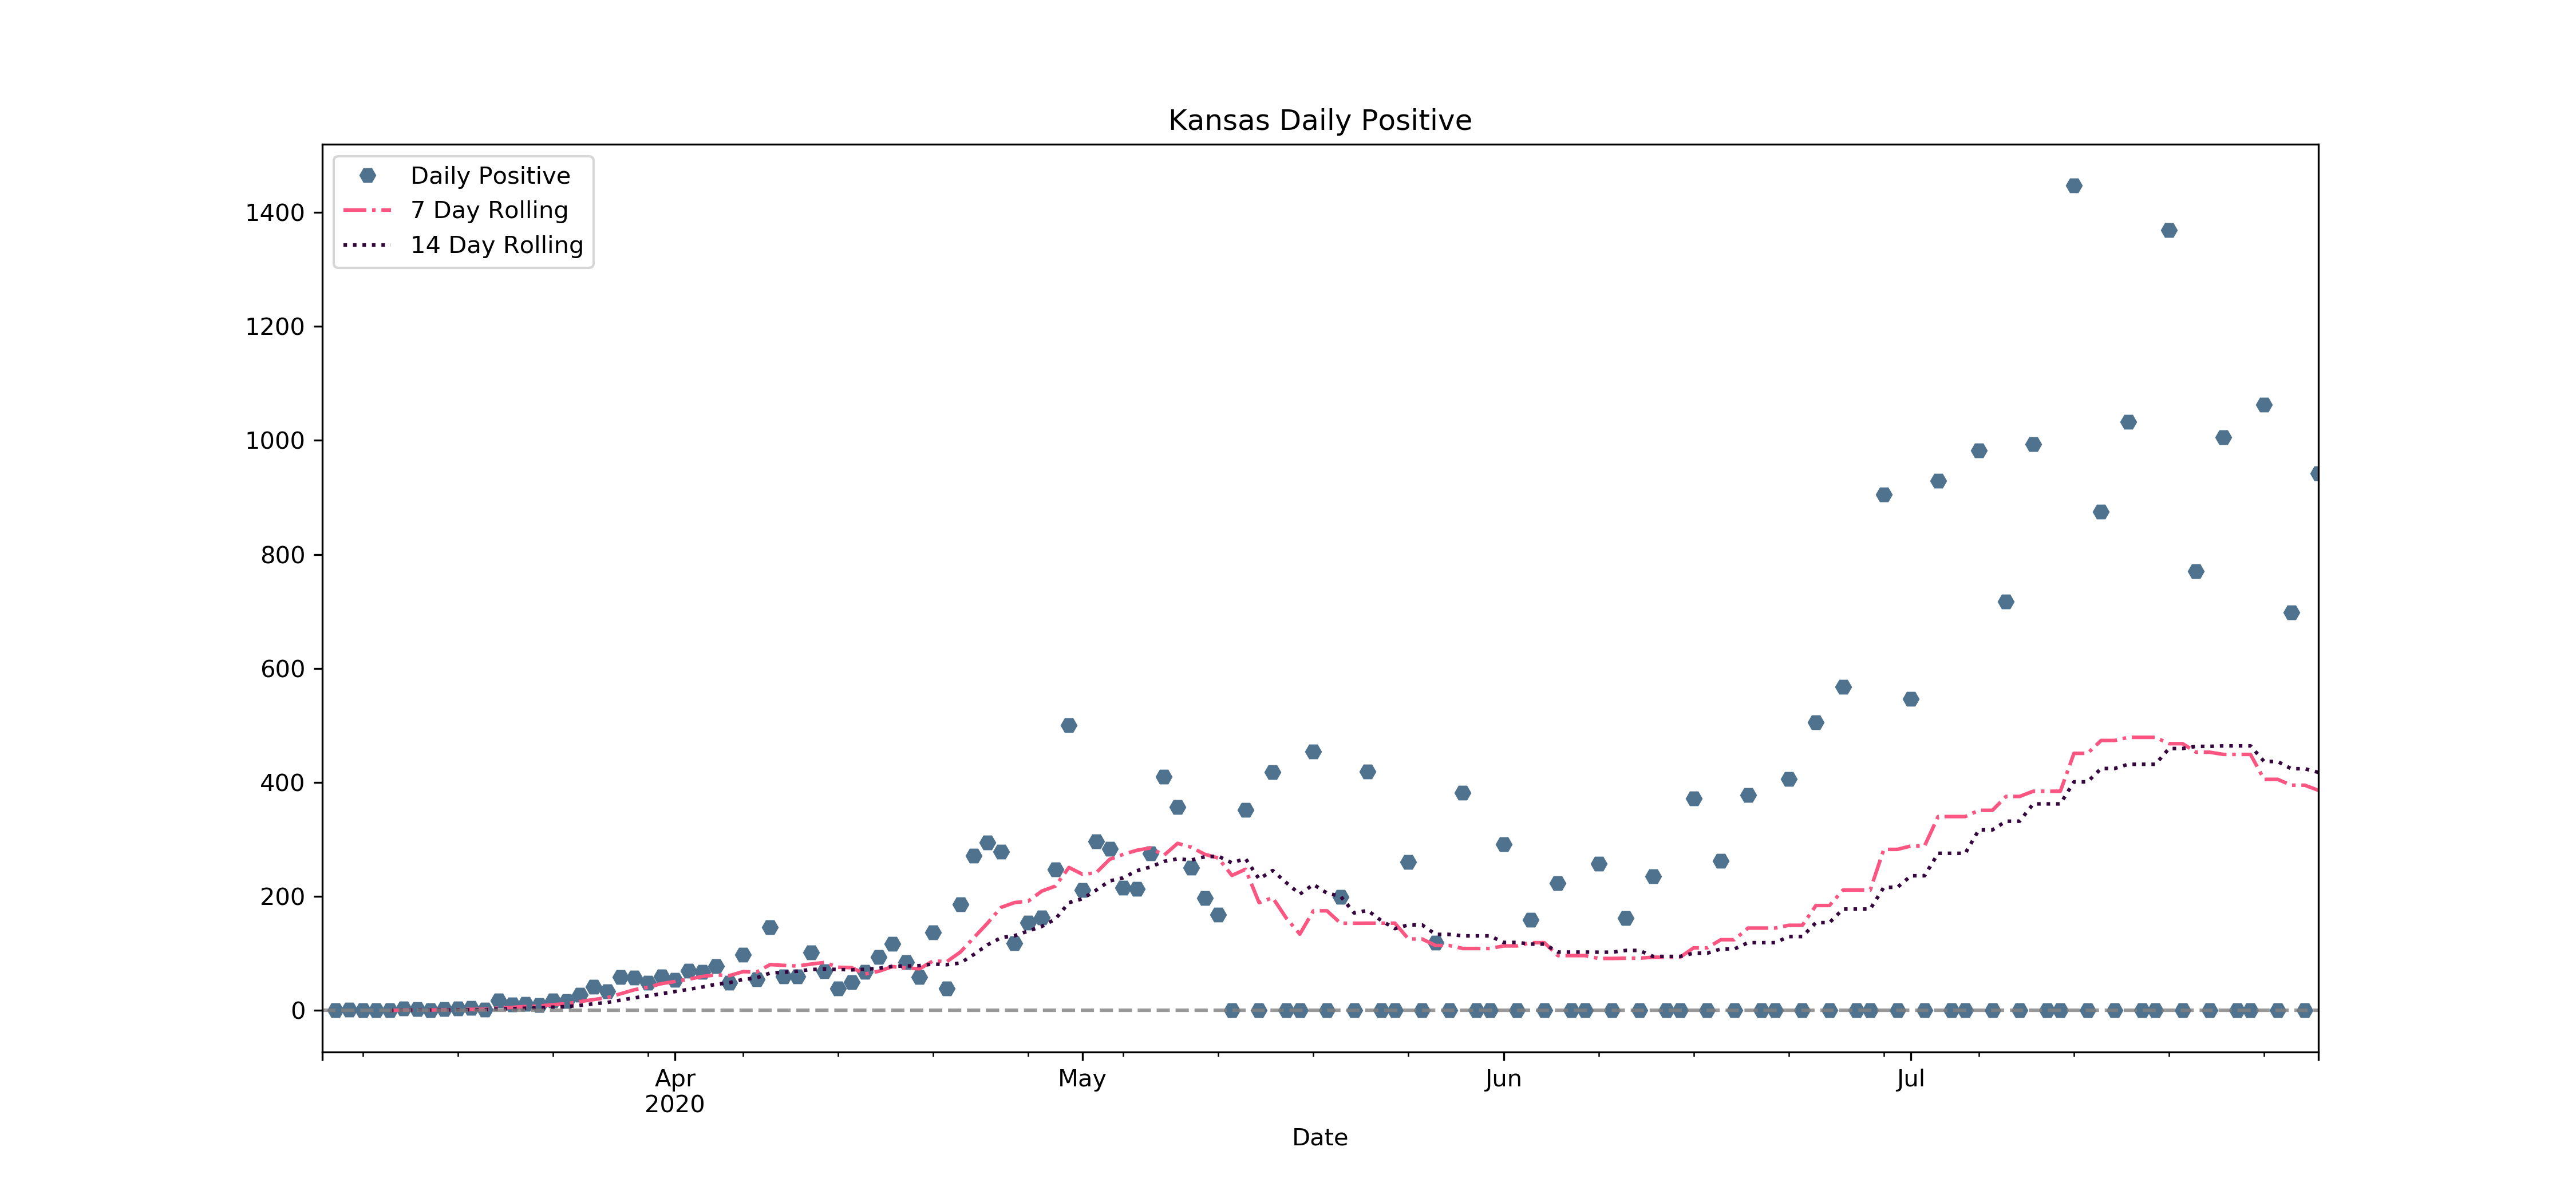 Kansas Daily Positive
Daily Positive
7 Day Rolling
14 Day Rolling
1400
1200
1000
800
600
400
200
0
Apr May Jun Jul
2020
Date